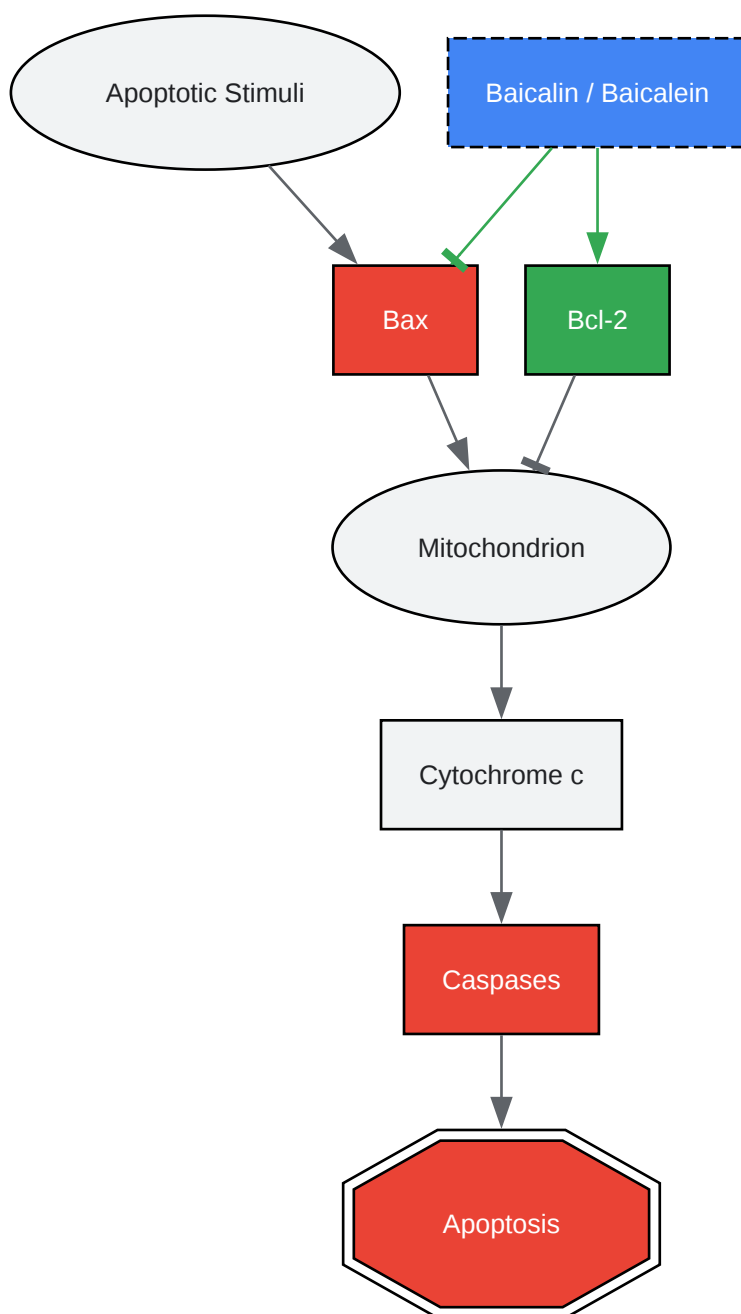 Apoptotic Stimuli
Baicalin / Baicalein
Bax
Bcl-2
Mitochondrion
Cytochrome c
Caspases
Apoptosis